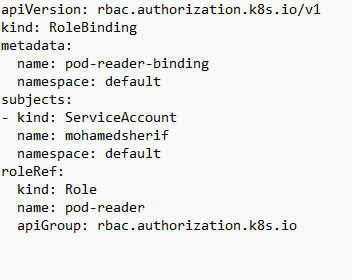 apiVersion: rbac.authorization.k8s.io/v1
kind: RoleBinding
metadata:
  name: pod-reader-binding
  namespace: default
subjects:
- kind: ServiceAccount
  name: mohamedsherif
  namespace: default
roleRef:
  kind: Role
  name: pod-reader
  apiGroup: rbac.authorization.k8s.io